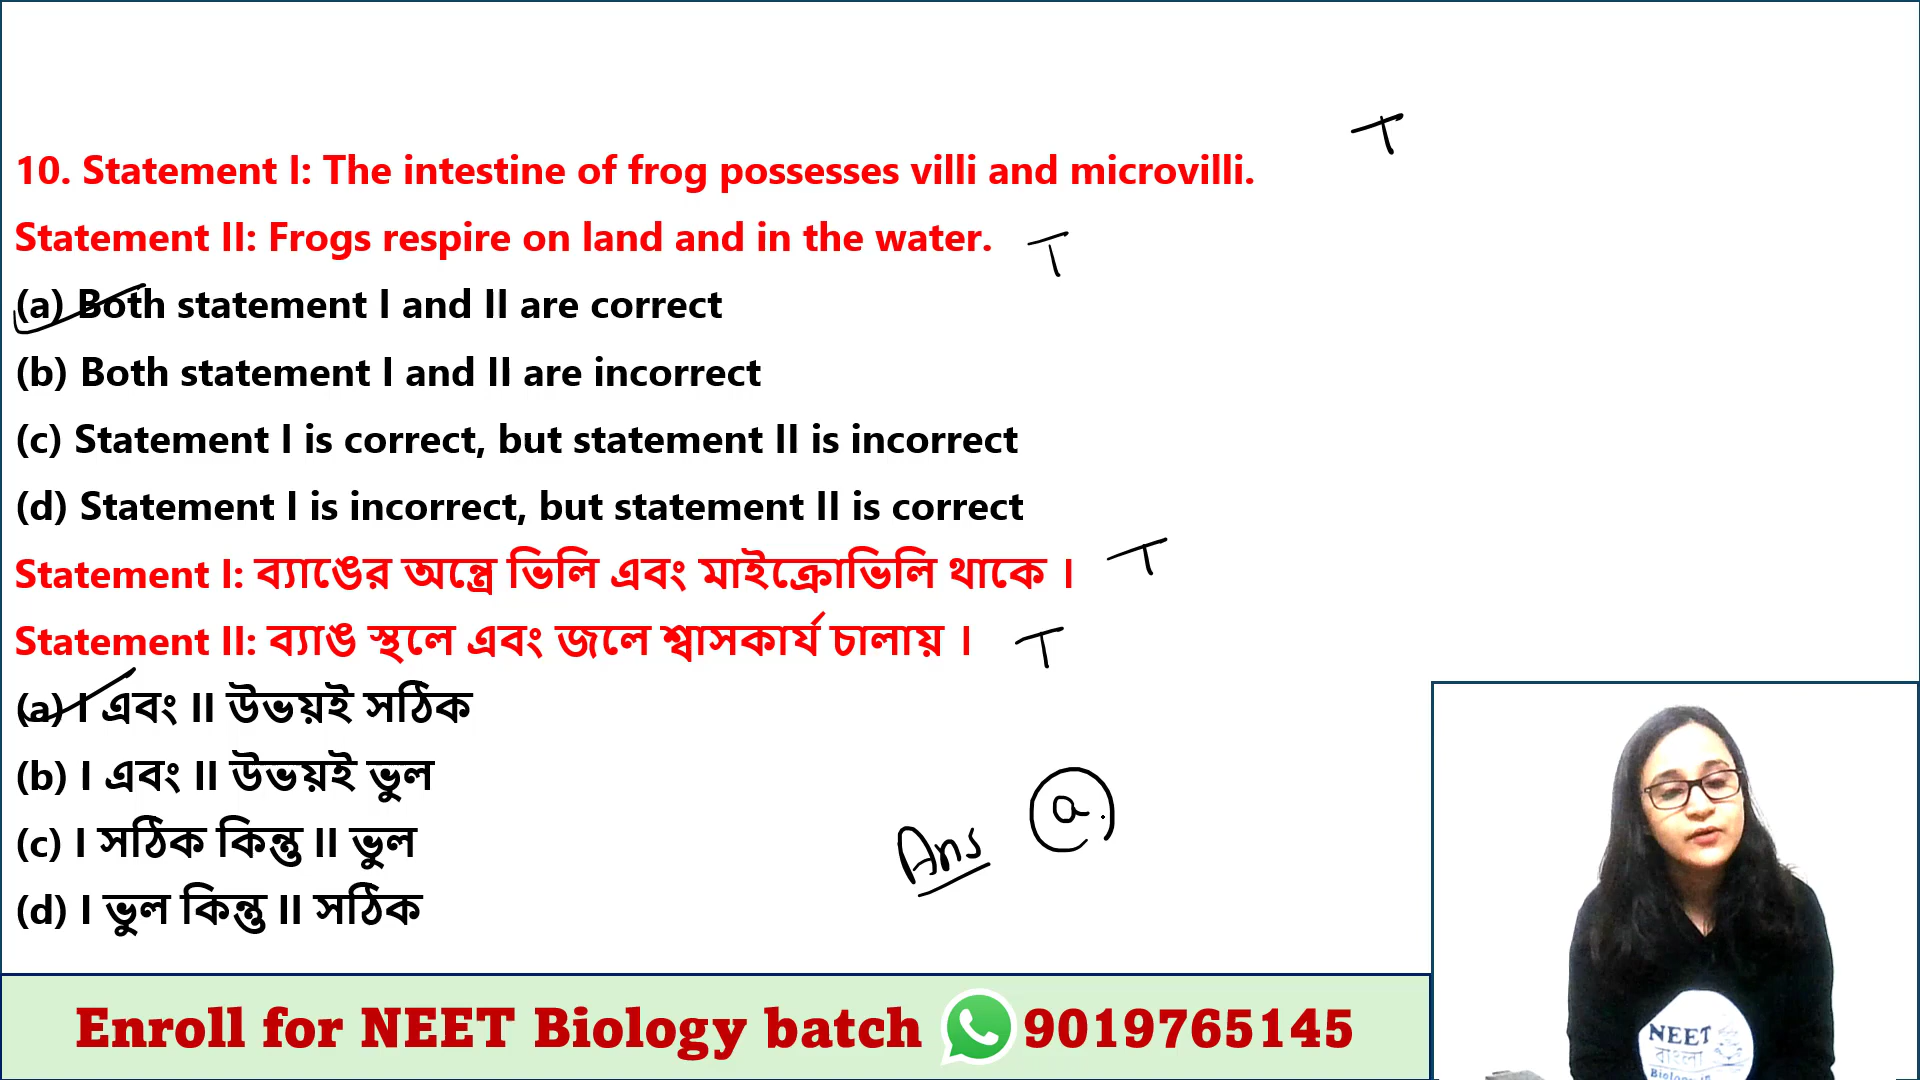 T
10. Statement I: The intestine of frog possesses villi and microvilli.
Statement II: Frogs respire on land and in the water. T
(a) Both statement I and II are correct
(b) Both statement I and II are incorrect
(c) Statement I is correct, but statement II is incorrect
(d) Statement I is incorrect, but statement II is correct
Statement I: ব্যাঙের অন্ত্রে ভিলি এবং মাইক্রোভিলি থাকে। T
Statement II: ব্যাঙ স্থলে এবং জলে শ্বাসকার্য চালায়। T
(a) I এবং II উভয়ই সঠিক
(b) I এবং II উভয়ই ভুল
(c) I সঠিক কিন্তু II ভুল
(d) I ভুল কিন্তু II সঠিক
Ans a.
Enroll for NEET Biology batch 9019765145
NEET
বাংলা